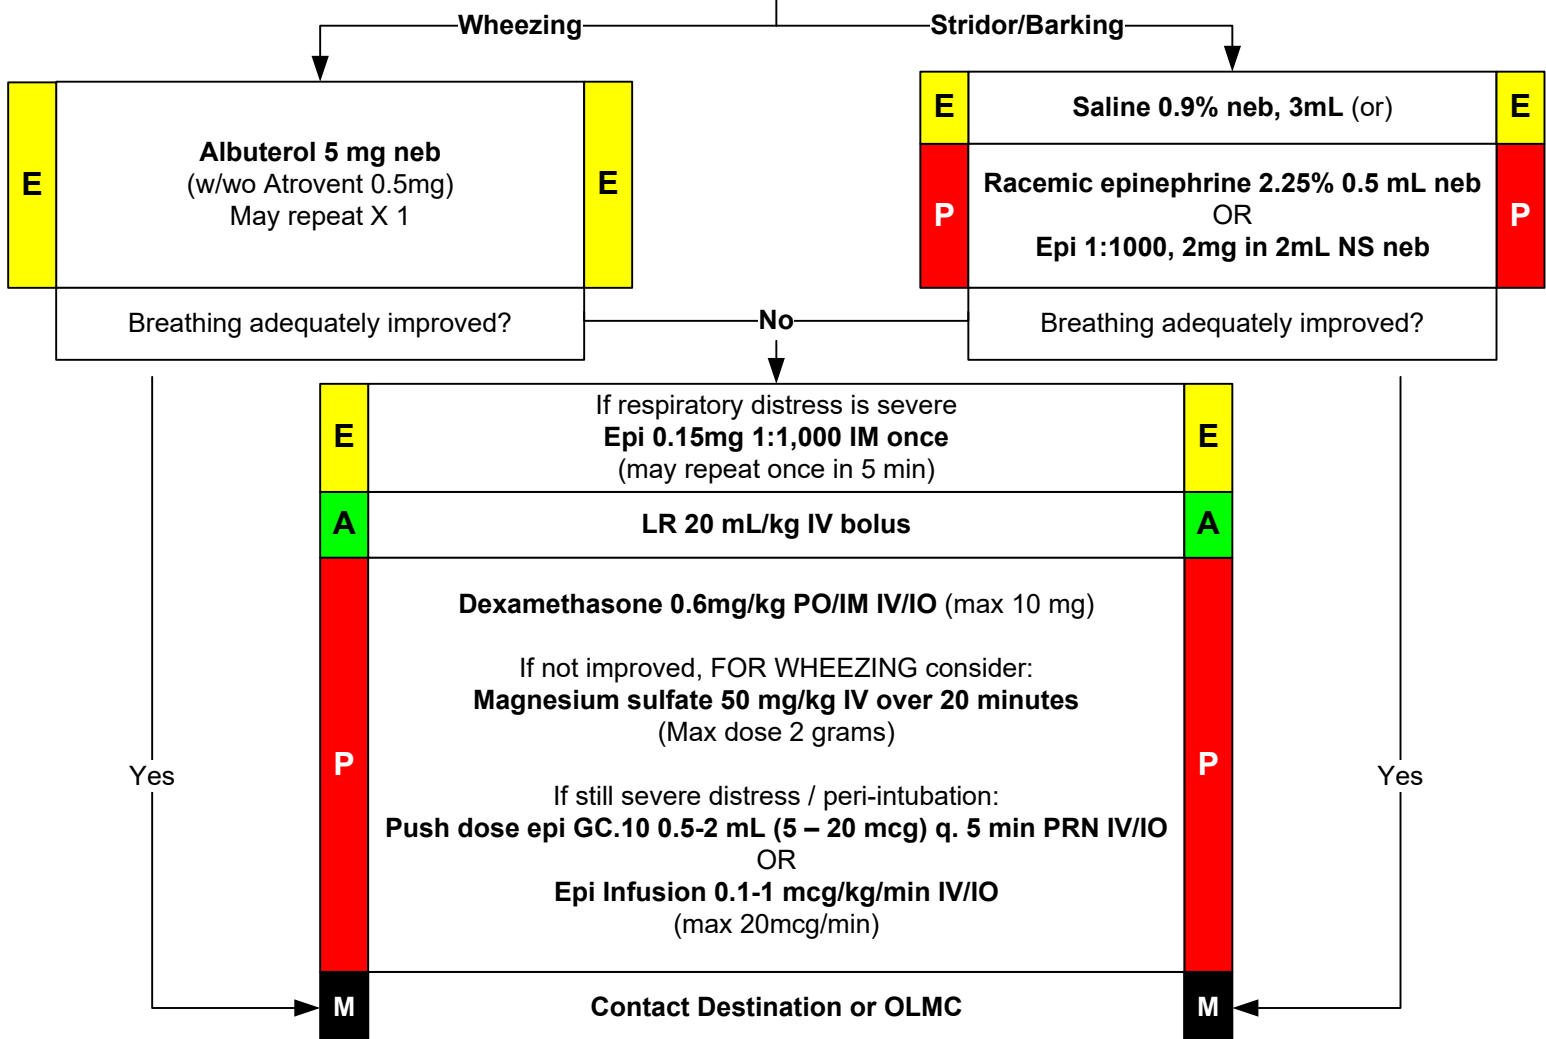 Wheezing
Stridor/Barking
E
Albuterol 5 mg neb
(w/wo Atrovent 0.5mg)
May repeat X 1
E
Breathing adequately improved?
E
Saline 0.9% neb, 3mL (or)
E
P
Racemic epinephrine 2.25% 0.5 mL neb
OR
Epi 1:1000, 2mg in 2mL NS neb
P
Breathing adequately improved?
No
E
If respiratory distress is severe
Epi 0.15mg 1:1,000 IM once
(may repeat once in 5 min)
E
A
LR 20 mL/kg IV bolus
A
P
Dexamethasone 0.6mg/kg PO/IM IV/IO (max 10 mg)
If not improved, FOR WHEEZING consider:
Magnesium sulfate 50 mg/kg IV over 20 minutes
(Max dose 2 grams)
If still severe distress / peri-intubation:
Push dose epi GC.10 0.5-2 mL (5 – 20 mcg) q. 5 min PRN IV/IO
OR
Epi Infusion 0.1-1 mcg/kg/min IV/IO
(max 20mcg/min)
P
Yes
Yes
M
Contact Destination or OLMC
M